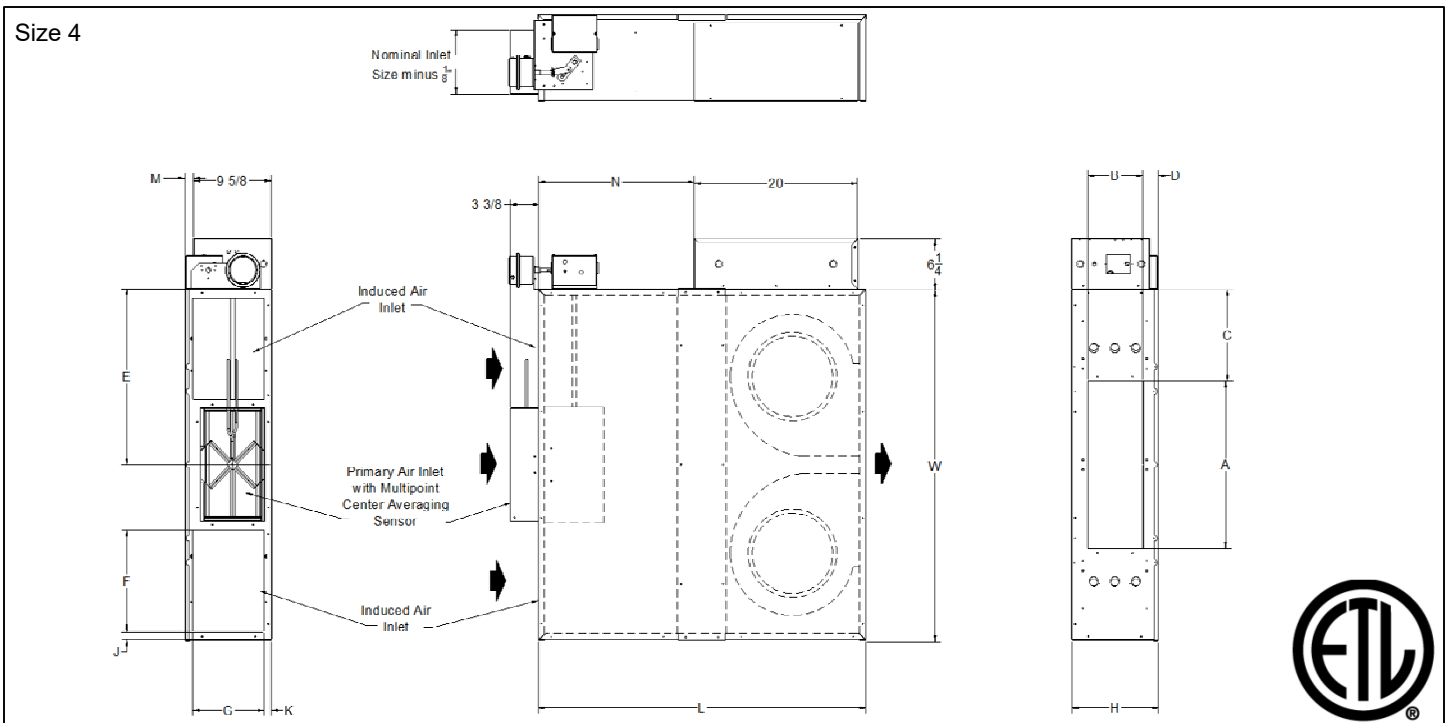 Size 4
Nominal Inlet
Size minus 1/8
M
9 5/8
N
20
3 3/8
B
D
6 1/4
Induced Air
Inlet
C
E
Primary Air Inlet
with Multipoint
Center Averaging
Sensor
W
A
F
Induced Air
Inlet
J
G
K
L
H
ETL
®